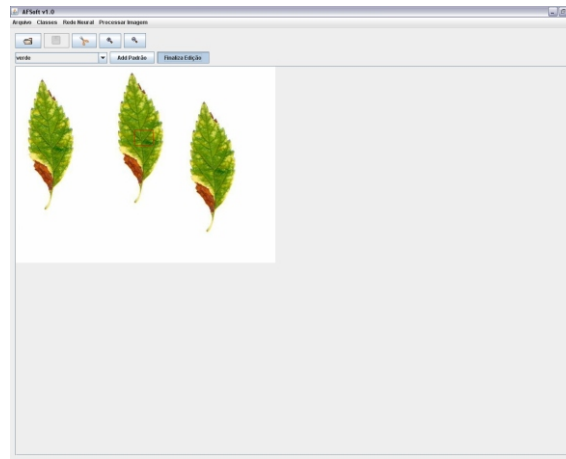 AFSoft v1.0
Arquivo Classes Rede Neural Processar Imagem
verde Add Padrão Finaliza Edição